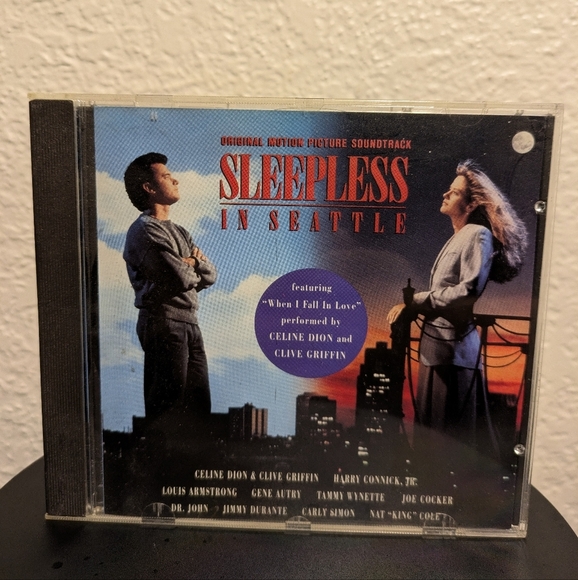 ORIGINAL MOTION PICTURE SOUNDTRACK
SLEEPLESS
IN SEATTLE
featuring
"When I Fall In Love"
performed by
CELINE DION and
CLIVE GRIFFIN
CELINE DION & CLIVE GRIFFIN HARRY CONNICK, JR.
LOUIS ARMSTRONG GENE AUTRY TAMMY WYNETTE JOE COCKER
DR. JOHN JIMMY DURANTE CARLY SIMON NAT "KING" COLE